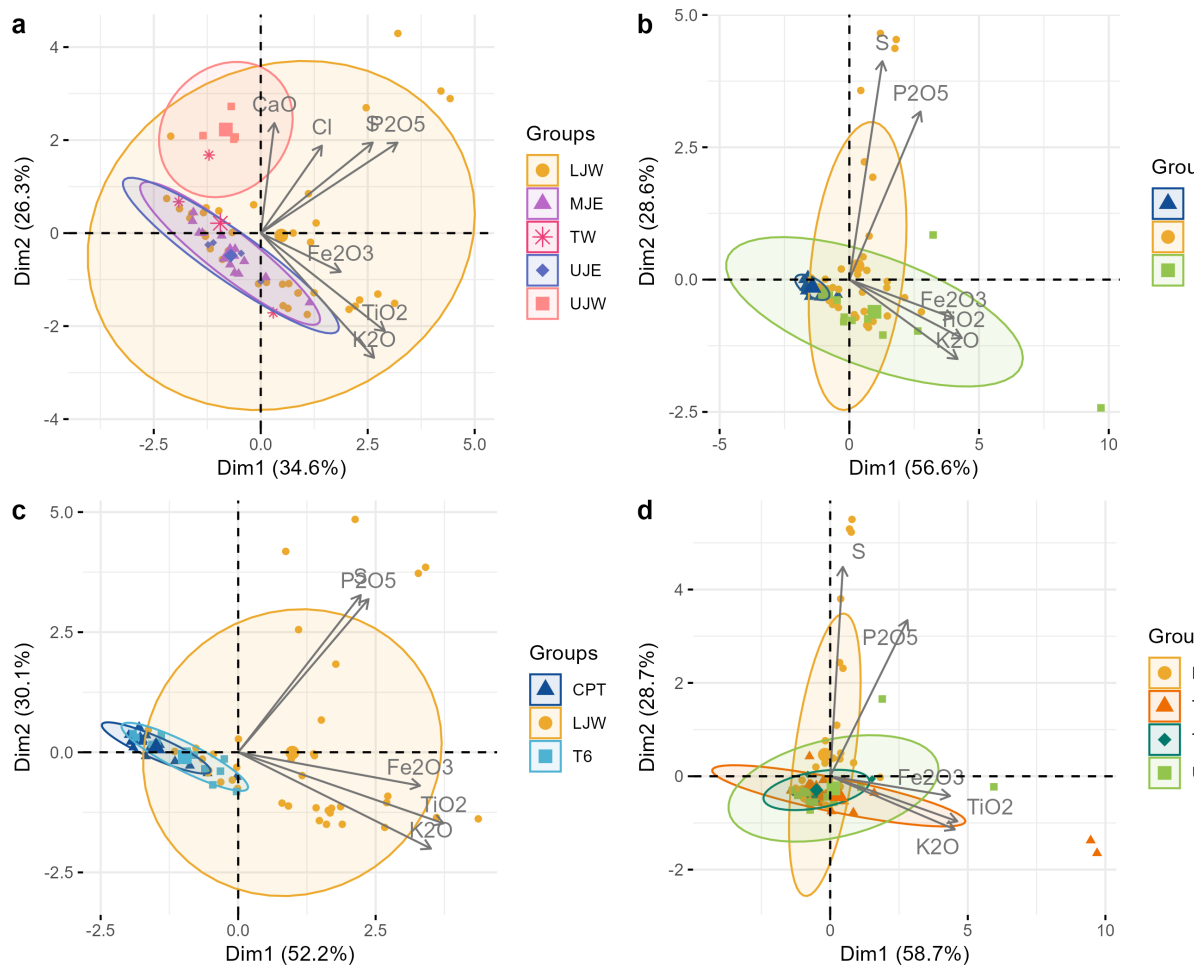 a
4
2
0
-2
-4
-2.5
0.0
2.5
5.0
Dim1 (34.6%)
Dim2 (26.3%)
CaO
Cl
S
P2O5
Fe2O3
TiO2
K2O
Groups
LJW
MJE
TW
UJE
UJW
b
5.0
2.5
0.0
-2.5
-5
0
5
10
Dim1 (56.6%)
Dim2 (28.6%)
S
P2O5
Fe2O3
TiO2
K2O
Grou
c
5.0
2.5
0.0
-2.5
-2.5
0.0
2.5
Dim1 (52.2%)
Dim2 (30.1%)
S
P2O5
Fe2O3
TiO2
K2O
Groups
CPT
LJW
T6
d
4
2
0
-2
0
5
10
Dim1 (58.7%)
Dim2 (28.7%)
S
P2O5
Fe2O3
TiO2
K2O
Grou